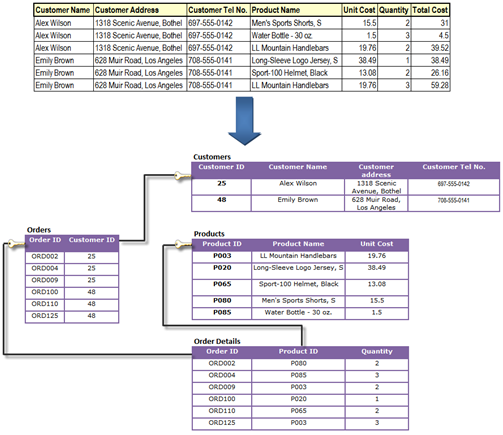 Customer Name Customer Address Customer Tel No. Product Name Unit Cost Quantity Total Cost
Alex Wilson 1318 Scenic Avenue, Bothel 697-555-0142 Men's Sports Shorts, S 15.5 2 31
Alex Wilson 1318 Scenic Avenue, Bothel 697-555-0142 Water Bottle - 30 oz. 1.5 3 4.5
Alex Wilson 1318 Scenic Avenue, Bothel 697-555-0142 LL Mountain Handlebars 19.76 2 39.52
Emily Brown 628 Muir Road, Los Angeles 708-555-0141 Long-Sleeve Logo Jersey, S 38.49 1 38.49
Emily Brown 628 Muir Road, Los Angeles 708-555-0141 Sport-100 Helmet, Black 13.08 2 26.16
Emily Brown 628 Muir Road, Los Angeles 708-555-0141 LL Mountain Handlebars 19.76 3 59.28
Customers
Customer ID Customer Name Customer address Customer Tel No.
25 Alex Wilson 1318 Scenic Avenue, Bothel 697-555-0142
48 Emily Brown 628 Muir Road, Los Angeles 708-555-0141
Orders
Order ID Customer ID
ORD002 25
ORD004 25
ORD009 25
ORD100 48
ORD110 48
ORD125 48
Products
Product ID Product Name Unit Cost
P003 LL Mountain Handlebars 19.76
P020 Long-Sleeve Logo Jersey, S 38.49
P065 Sport-100 Helmet, Black 13.08
P080 Men's Sports Shorts, S 15.5
P085 Water Bottle - 30 oz. 1.5
Order Details
Order ID Product ID Quantity
ORD002 P080 2
ORD004 P085 3
ORD009 P003 2
ORD100 P020 1
ORD110 P065 2
ORD125 P003 3